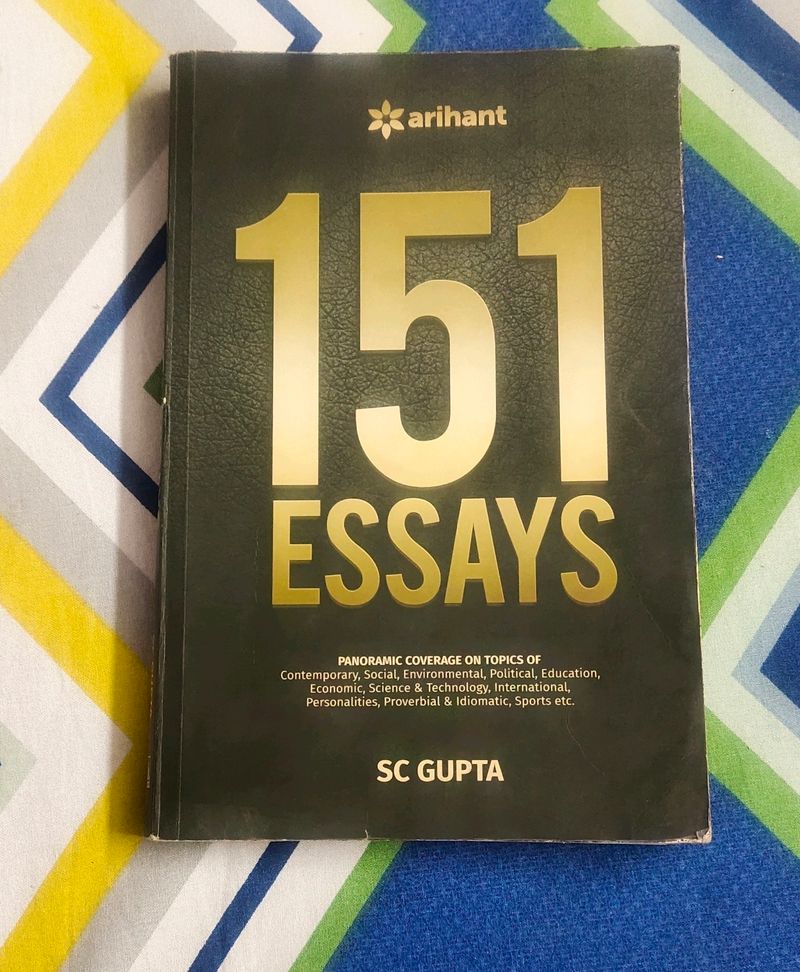 arihant
151
ESSAYS
PANORAMIC COVERAGE ON TOPICS OF
Contemporary, Social, Environmental, Political, Education,
Economic, Science & Technology, International,
Personalities, Proverbial & Idiomatic, Sports etc.
SC GUPTA